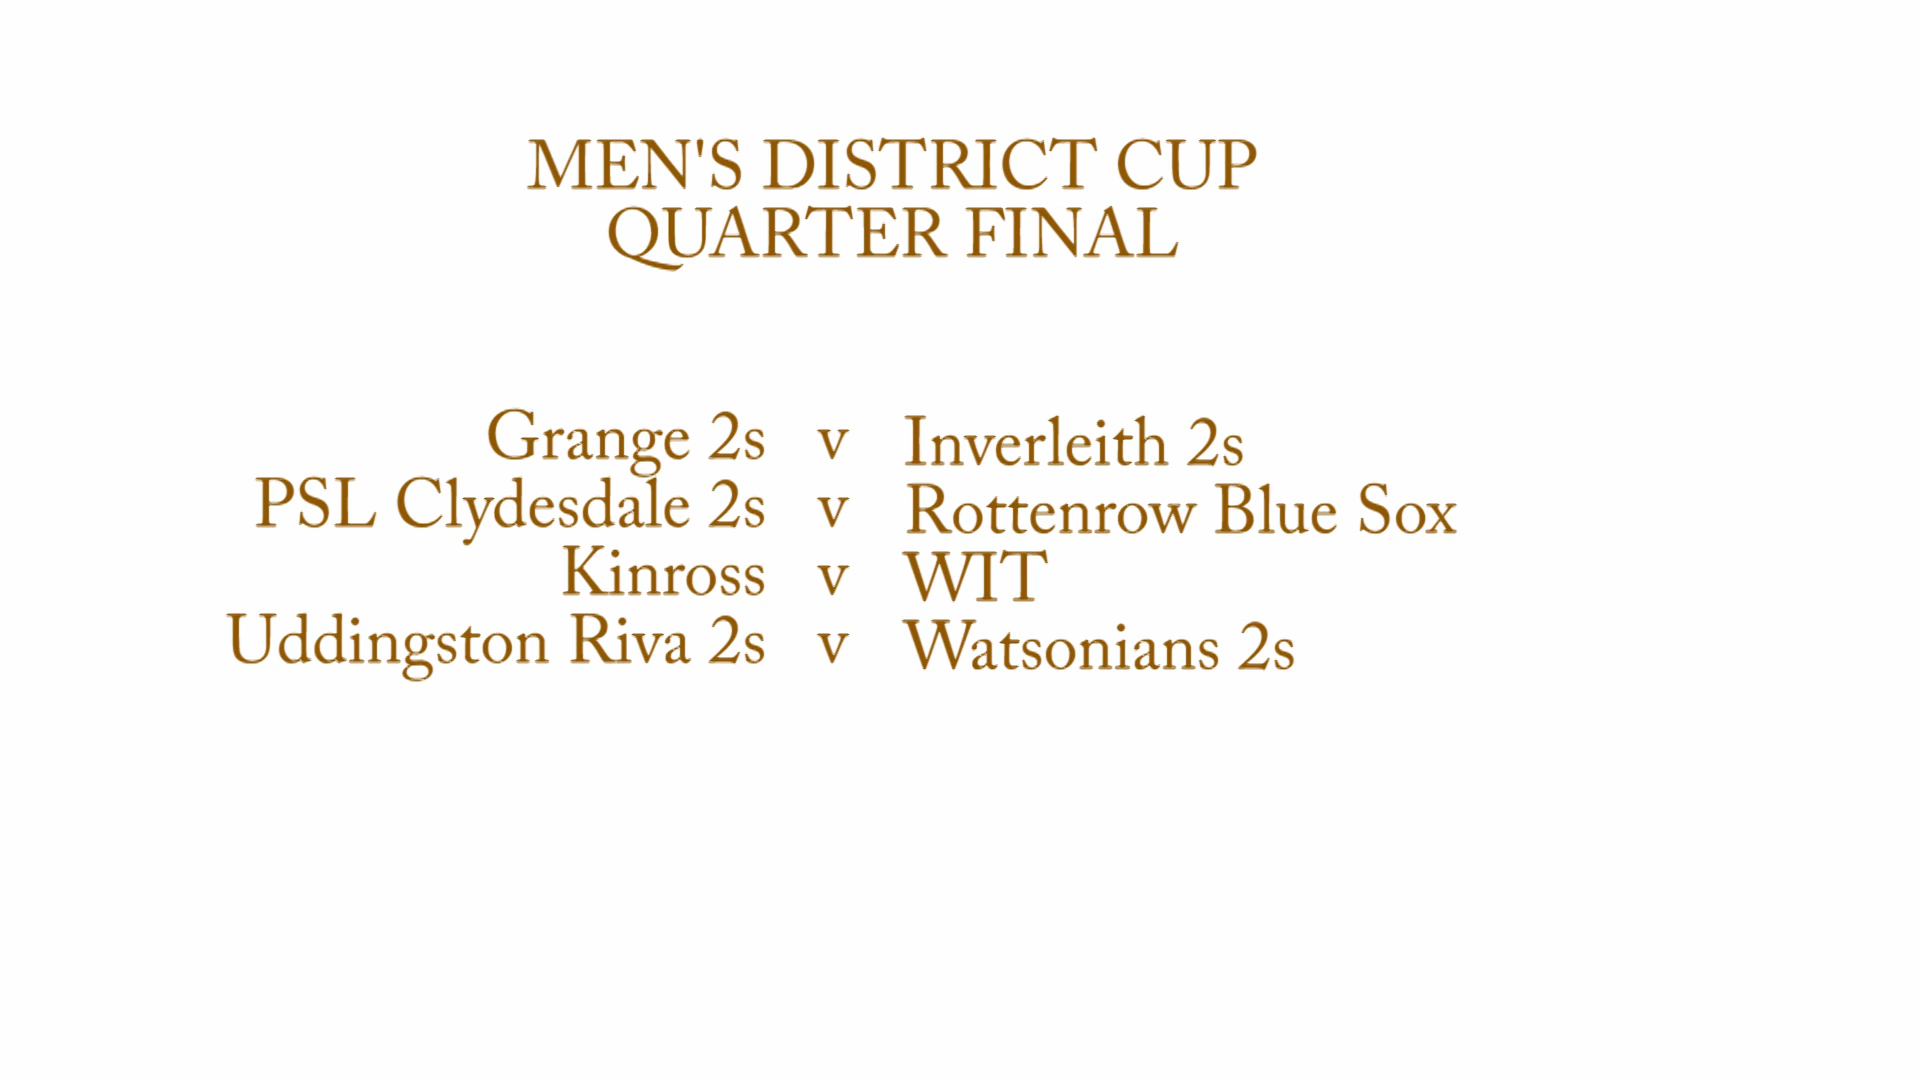 MEN'S DISTRICT CUP
QUARTER FINAL
Grange 2s v Inverleith 2s
PSL Clydesdale 2s v Rottenrow Blue Sox
Kinross v WIT
Uddingston Riva 2s v Watsonians 2s